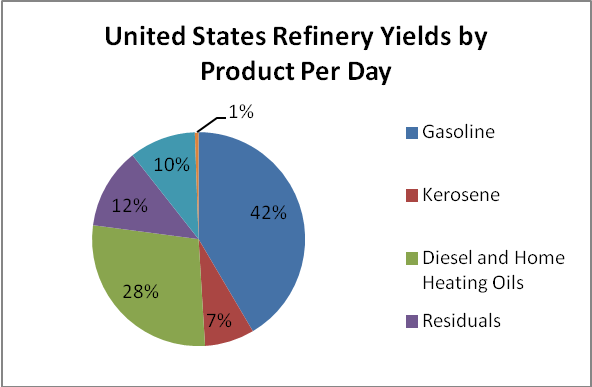 United States Refinery Yields by
Product Per Day
1%
10%
42%
12%
28%
7%
Gasoline
Kerosene
Diesel and Home
Heating Oils
Residuals